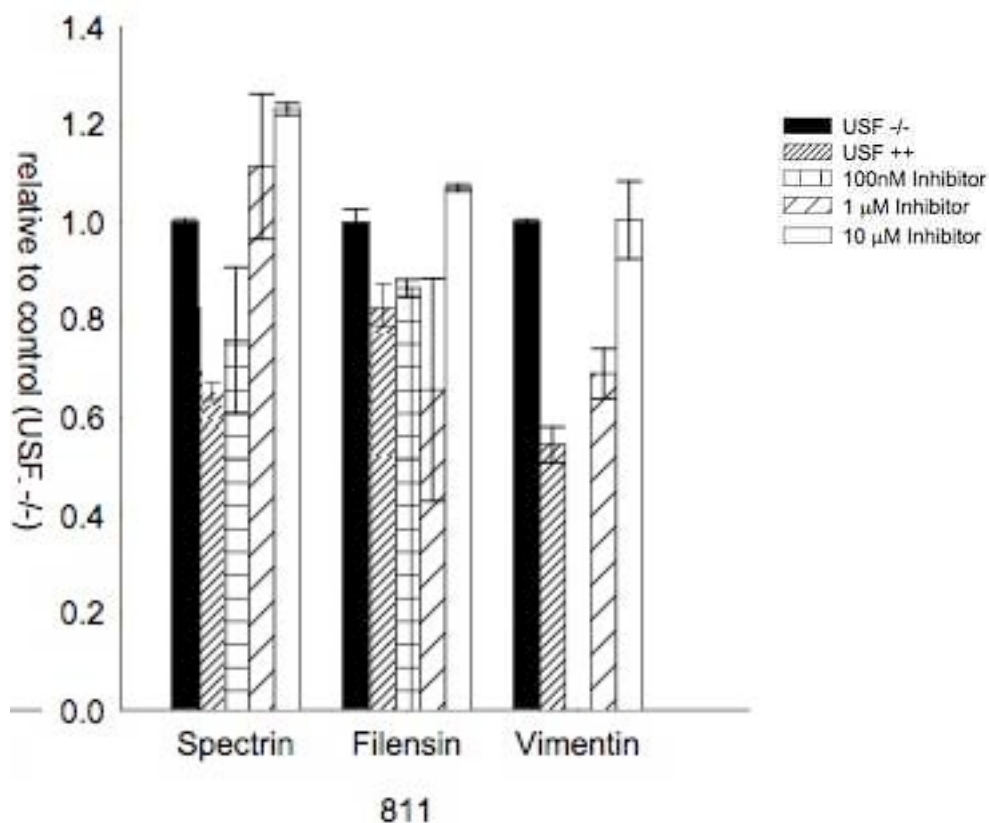 relative to control (USF -/-)
1.4
1.2
1.0
0.8
0.6
0.4
0.2
0.0
Spectrin Filensin Vimentin
811
USF -/-
USF ++
100nM Inhibitor
1 μM Inhibitor
10 μM Inhibitor